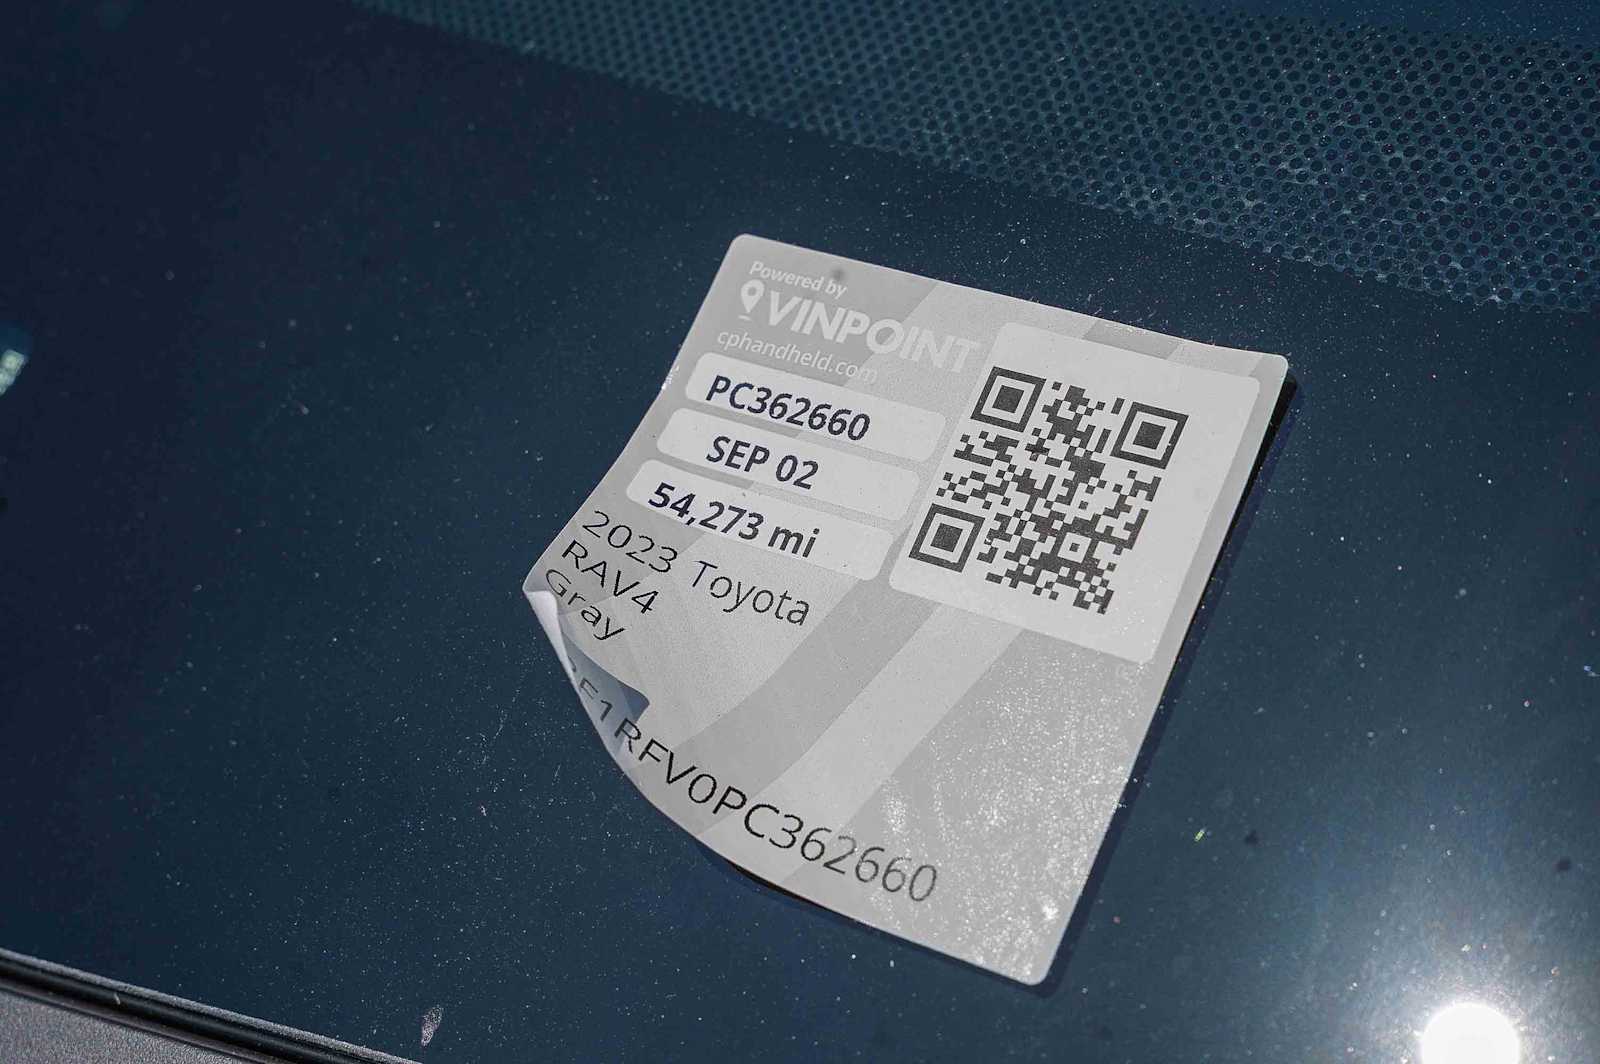 Powered by
VINPOINT
cphandheld.com
PC362660
SEP 02
54,273 mi
2023 Toyota
RAV4
Gray
F1RFV0PC362660